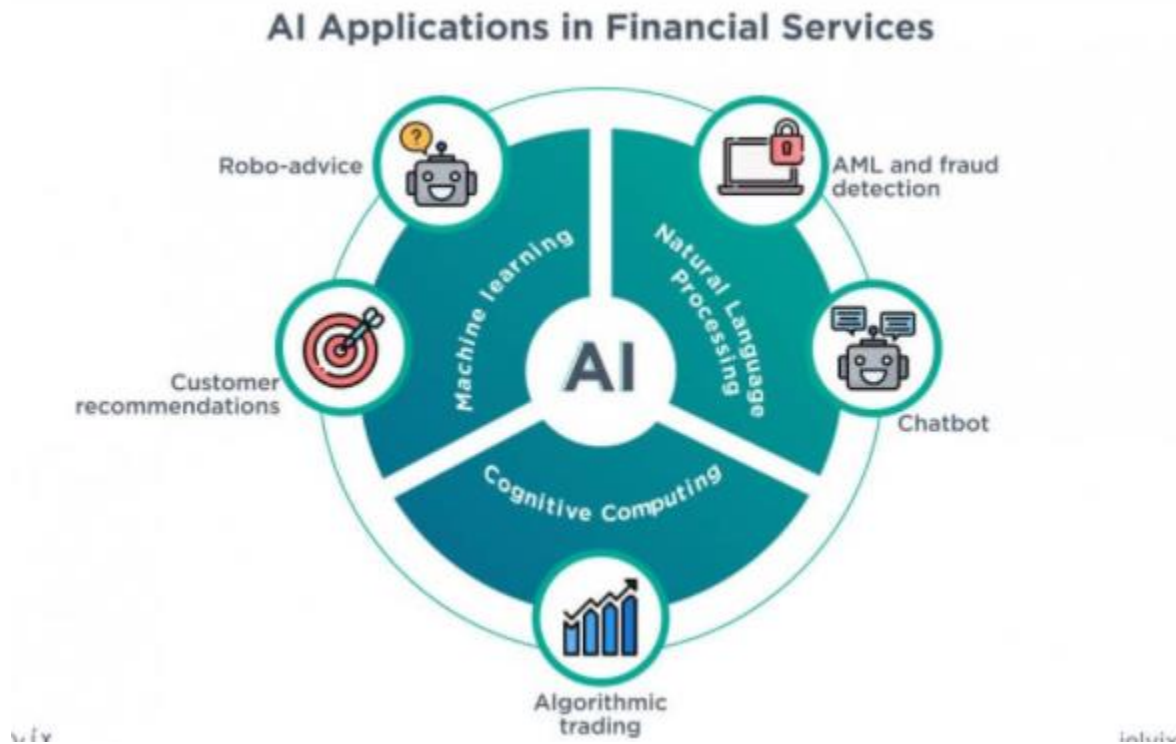 AI Applications in Financial Services
Robo-advice
?
AML and fraud
detection
Machine learning
Natural Language
Processing
AI
Customer
recommendations
Chatbot
Cognitive Computing
Algorithmic
trading